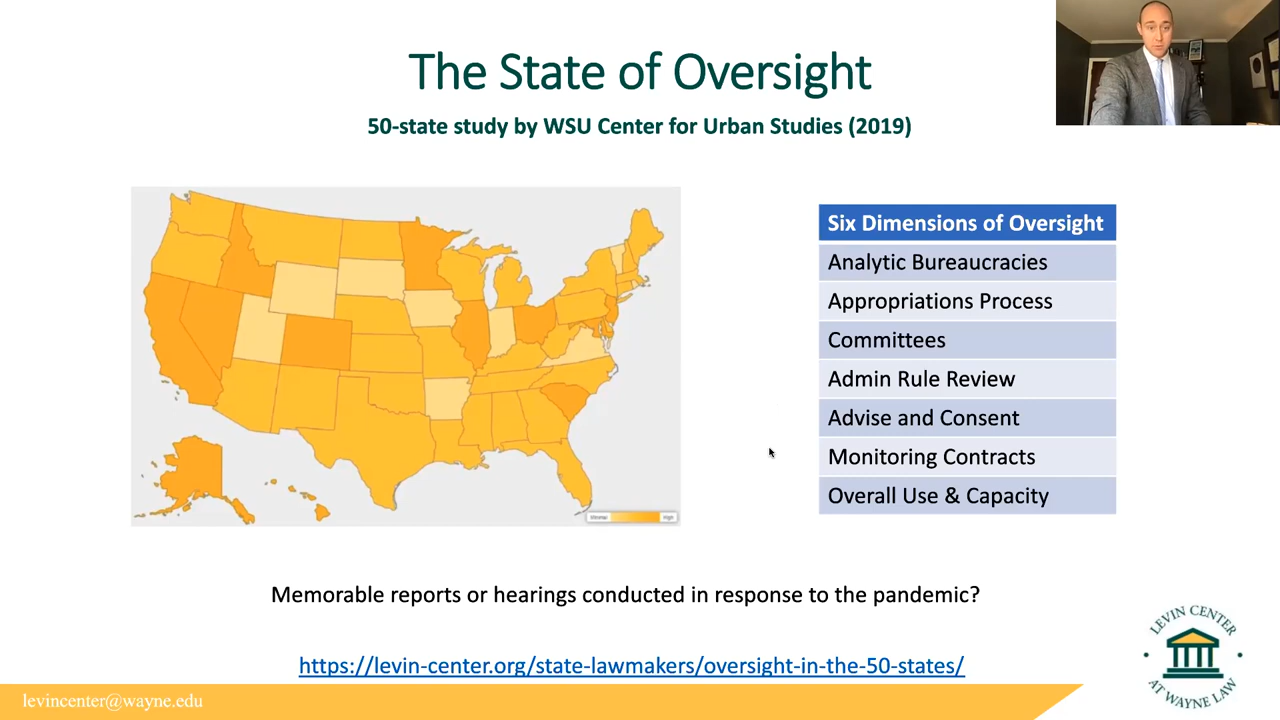 The State of Oversight
50-state study by WSU Center for Urban Studies (2019)
Six Dimensions of Oversight
Analytic Bureaucracies
Appropriations Process
Committees
Admin Rule Review
Advise and Consent
Monitoring Contracts
Overall Use & Capacity
Minimal
High
Memorable reports or hearings conducted in response to the pandemic?
https://levin-center.org/state-lawmakers/oversight-in-the-50-states/
levincenter@wayne.edu
LEVIN CENTER
AT WAYNE LAW